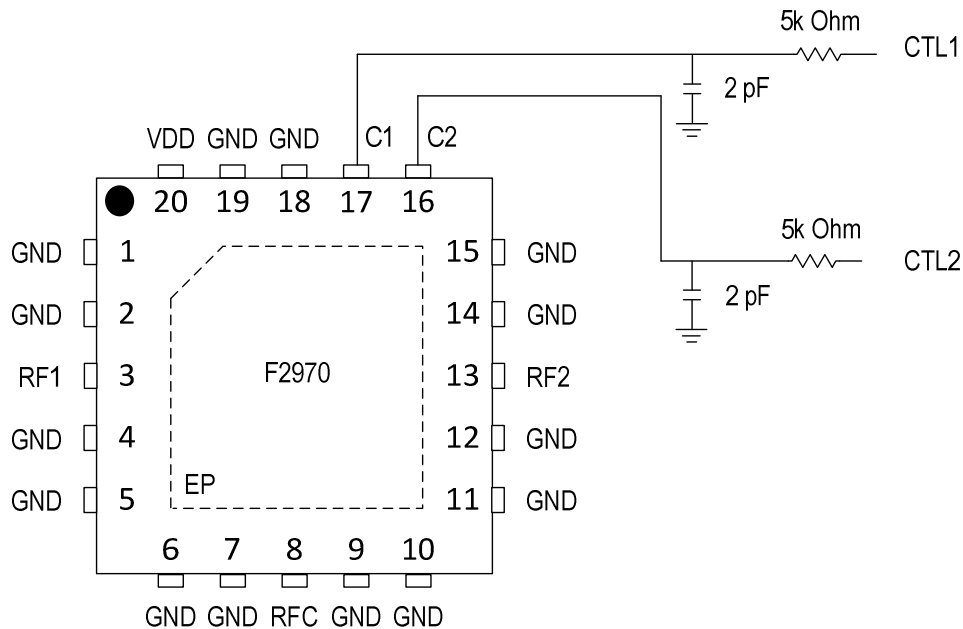 5k Ohm
CTL1
2 pF
VDD GND GND C1 C2
20 19 18 17 16
GND 1 15 GND
5k Ohm
CTL2
GND 2 14 GND
2 pF
RF1 3 F2970 13 RF2
GND 4 12 GND
EP
GND 5 11 GND
6 7 8 9 10
GND GND RFC GND GND